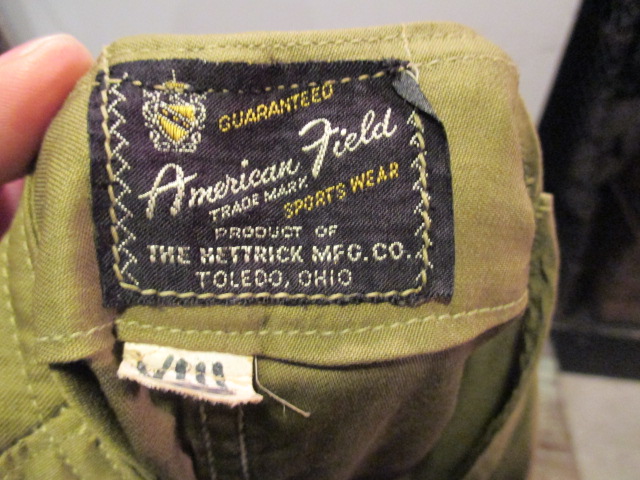 GUARANTEED
American Field
TRADE MARK
SPORTS WEAR
PRODUCT OF
THE HETTRICK MFG. CO.
TOLEDO, OHIO